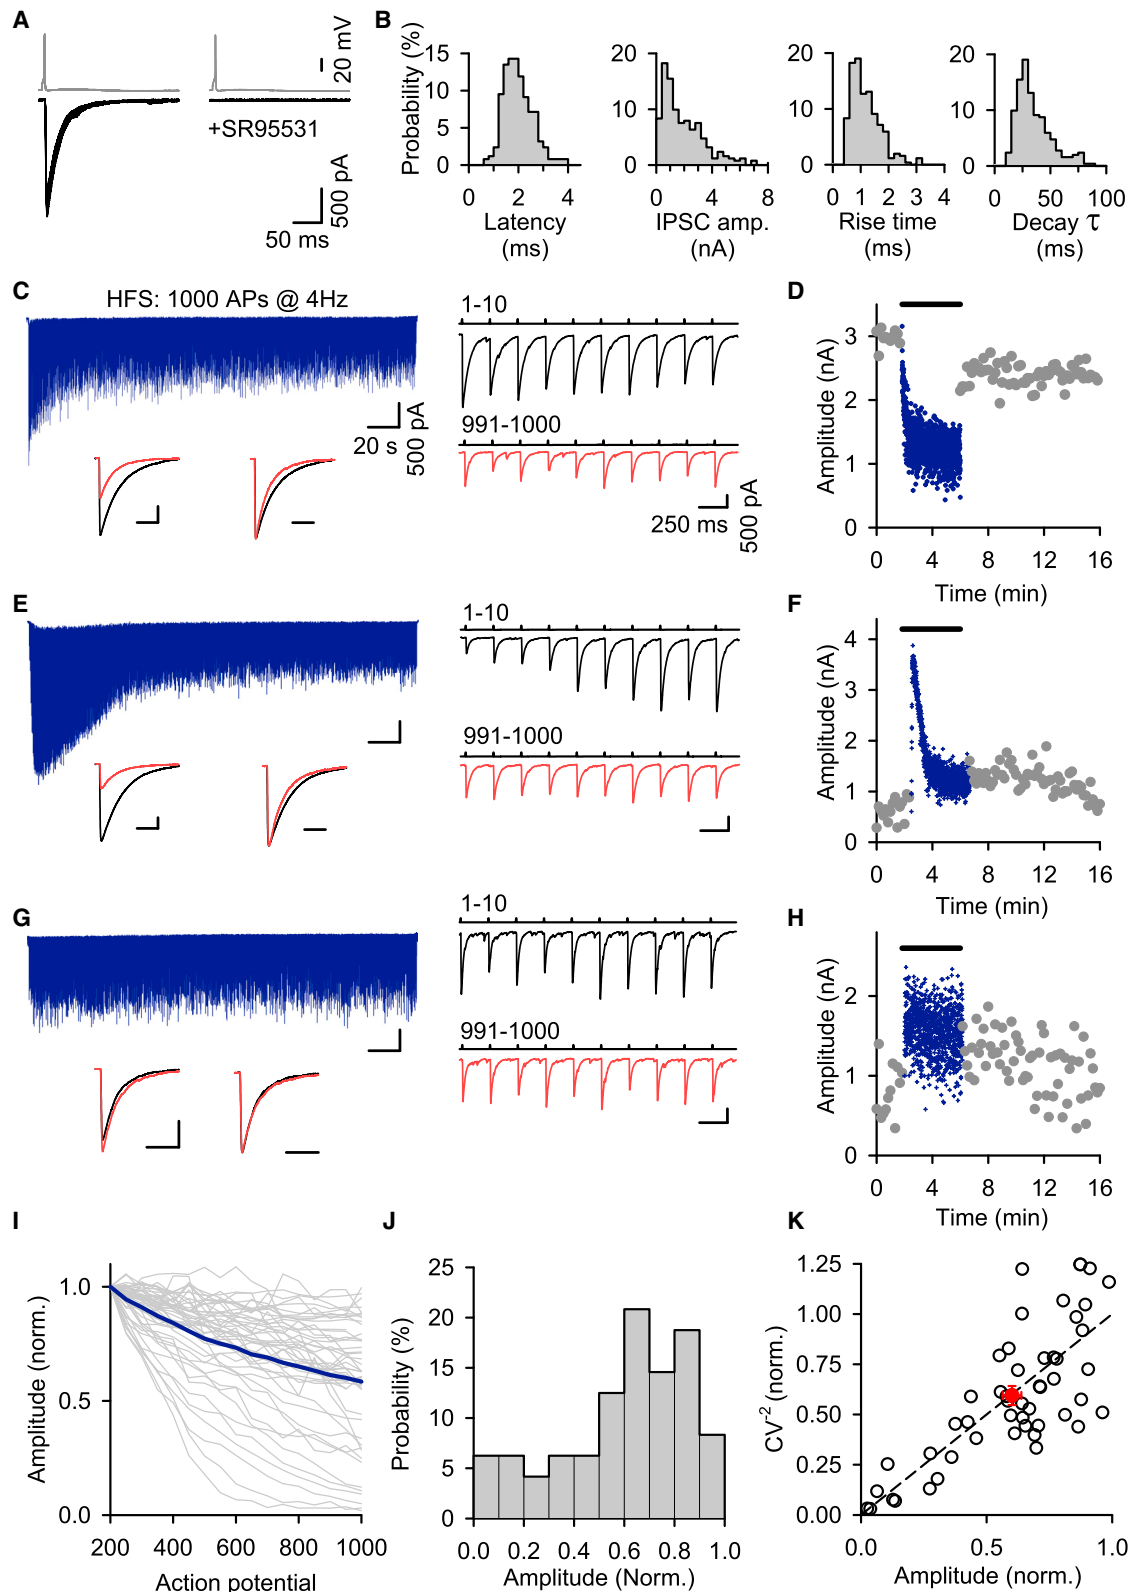 A
20 mV
+SR95531
500 pA
50 ms
B
Probability (%)
15
10
5
0
0 2 4
Latency
(ms)
20
10
0
0 4 8
IPSC amp.
(nA)
20
10
0
0 1 2 3 4
Rise time
(ms)
20
10
0
0 50 100
Decay τ
(ms)
C
HFS: 1000 APs @ 4Hz
20 s
500 pA
1-10
991-1000
250 ms
500 pA
D
Amplitude (nA)
3
2
1
0
0 4 8 12 16
Time (min)
E
1-10
991-1000
F
Amplitude (nA)
4
3
2
1
0
0 4 8 12 16
Time (min)
G
1-10
991-1000
H
Amplitude (nA)
2
1
0
0 4 8 12 16
Time (min)
I
Amplitude (norm.)
1.0
0.5
0.0
200 400 600 800 1000
Action potential
J
Probability (%)
25
20
15
10
5
0
0.0 0.2 0.4 0.6 0.8 1.0
Amplitude (Norm.)
K
CV-2 (norm.)
1.25
1.00
0.75
0.50
0.25
0.00
0.0 0.5 1.0
Amplitude (norm.)